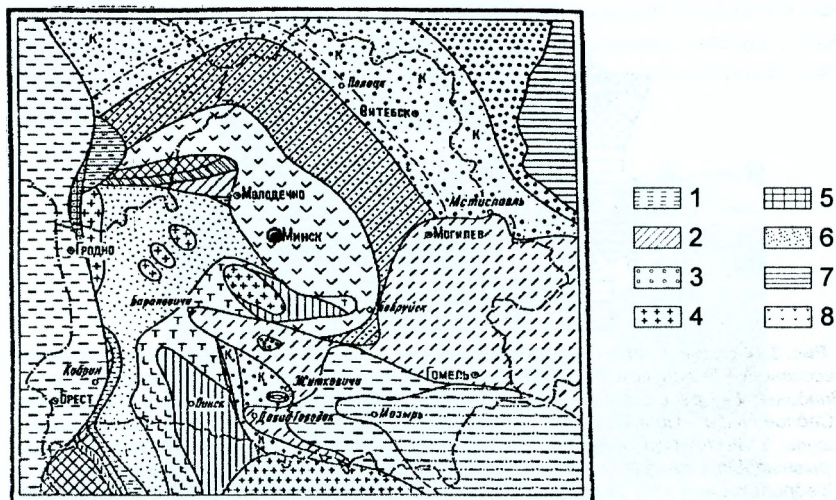 К
К
Полоцк
К
ВИТЕБСК
К
Мстиславль
МОЛОДЕЧНО
МИНСК
МОГИЛЕВ
ГРОДНО
Барановичи
Бобруйск
К
Кобрин
БРЕСТ
Пинск
Житковичи
ГОМЕЛЬ
Давид-Городок
Мозырь
К
1
5
2
6
3
7
4
8